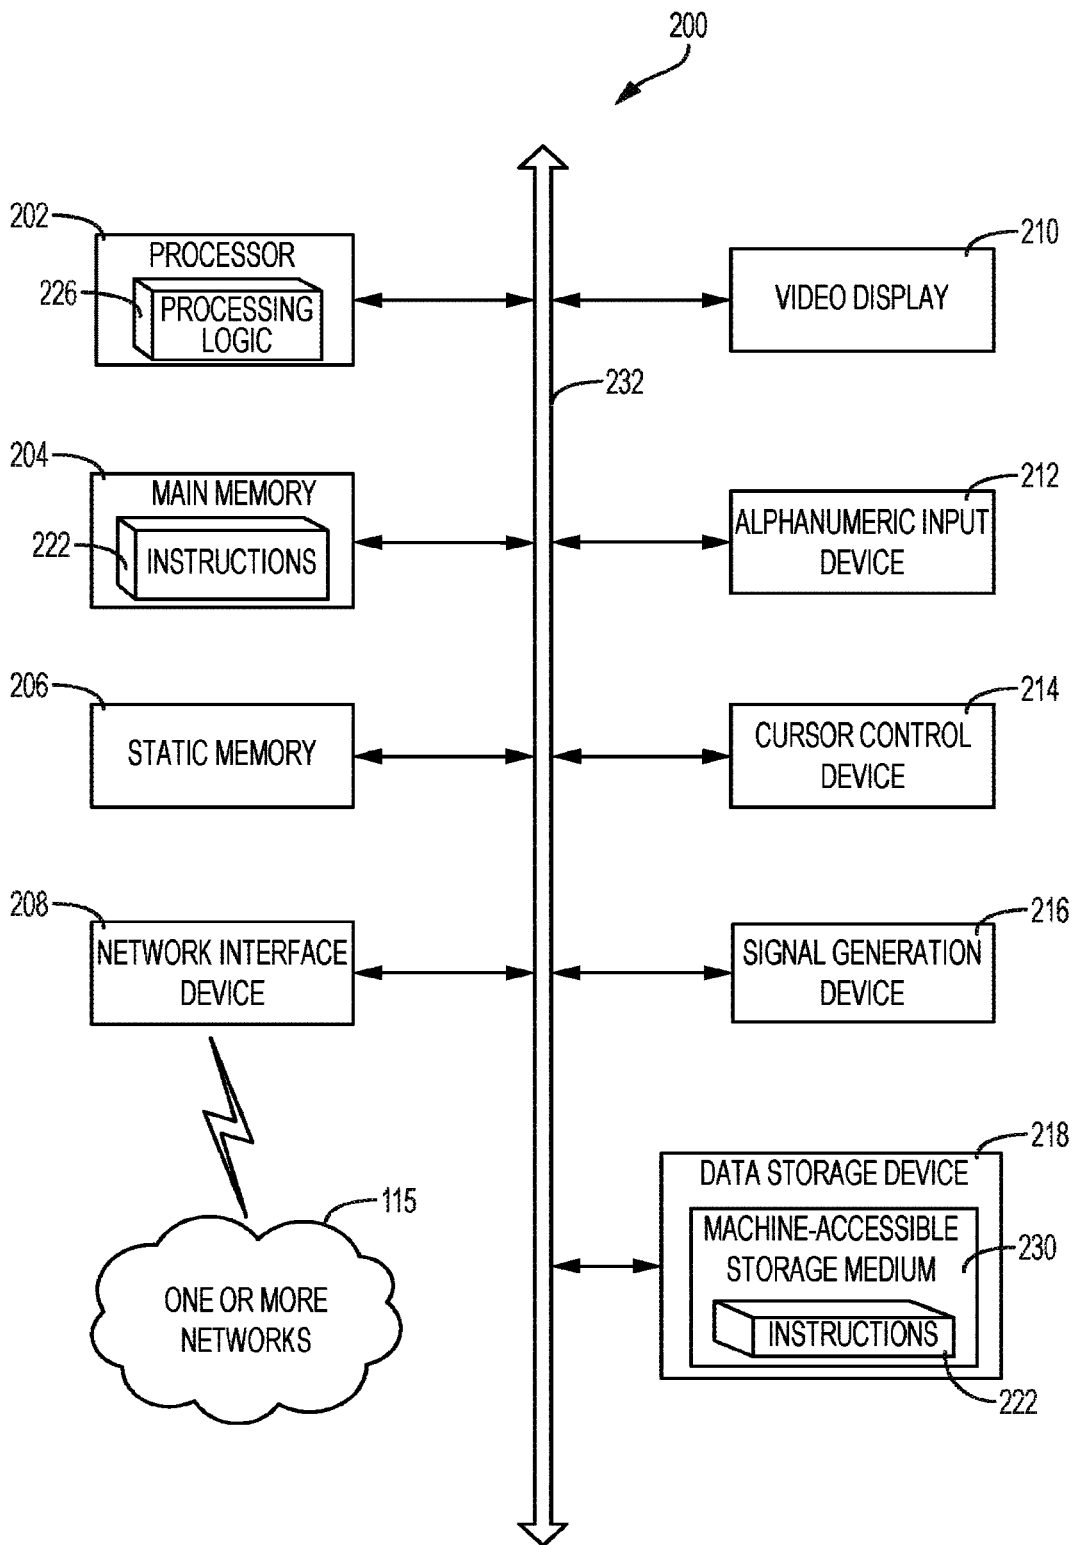 200
202
PROCESSOR
226
PROCESSING
LOGIC
210
VIDEO DISPLAY
232
204
MAIN MEMORY
222
INSTRUCTIONS
212
ALPHANUMERIC INPUT
DEVICE
206
STATIC MEMORY
214
CURSOR CONTROL
DEVICE
208
NETWORK INTERFACE
DEVICE
216
SIGNAL GENERATION
DEVICE
115
ONE OR MORE
NETWORKS
218
DATA STORAGE DEVICE
MACHINE-ACCESSIBLE
STORAGE MEDIUM
230
INSTRUCTIONS
222